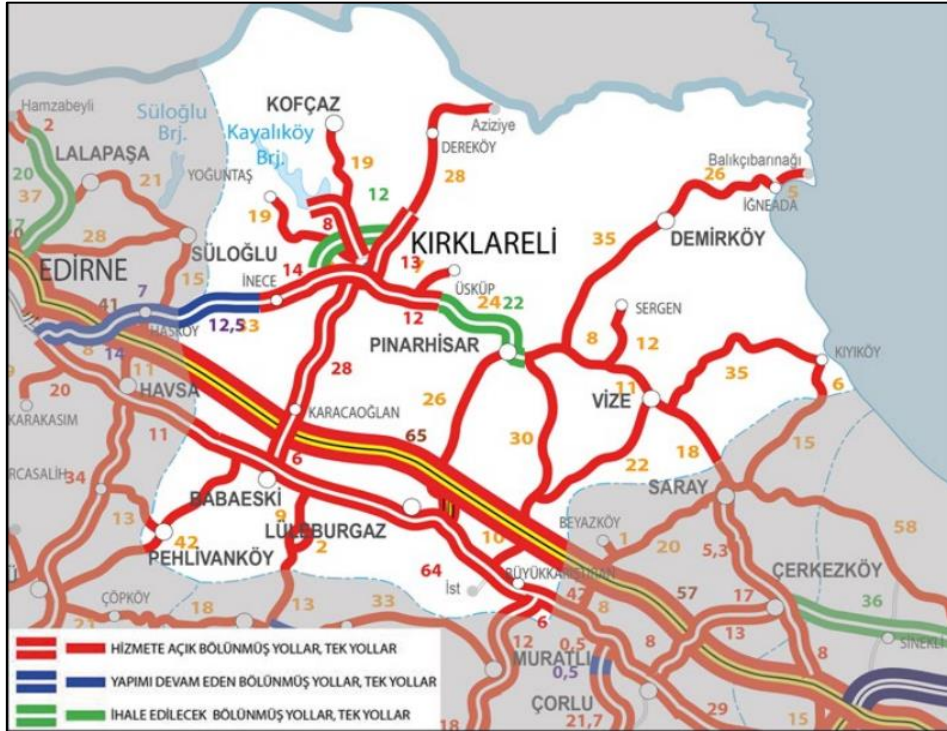 Hamzabeyli
2
LALAPAŞA
20
37
21
28
Süloğlu
Brj.
KOFÇAZ
Kayalıköy
Brj.
YOĞUNTAŞ
19
19
12
8
Aziziye
DEREKÖY
28
Balıkçıbarınağı
26
5
İĞNEADA
35
DEMİRKÖY
SÜLOĞLU
15
EDİRNE
KIRKLARELİ
14
İNECE
13
ÜSKÜP
24
22
12
41
7
HASKÖY
12,5
33
8
14
11
HAVSA
20
KARAKASIM
28
PINARHİSAR
SERGEN
8
12
11
VİZE
35
KIYIKÖY
6
KARACAOĞLAN
26
65
30
22
18
15
11
6
BABAESKİ
34
13
42
PEHLİVANKÖY
9
2
LÜLEBURGAZ
10
64
İst
BÜYÜKKARIŞTIRAN
BEYAZKÖY
1
20
SARAY
58
5,3
ÇERKEZKÖY
42
8
57
17
36
SİNEKLİ
6
ÇÖPKÖY
21
18
13
33
12
MURATLI
0,5
0,5
8
13
8
ÇORLU
18
21,7
29
15
HİZMETE AÇIK BÖLÜNMÜŞ YOLLAR, TEK YOLLAR
YAPIMI DEVAM EDEN BÖLÜNMÜŞ YOLLAR, TEK YOLLAR
İHALE EDİLECEK BÖLÜNMÜŞ YOLLAR, TEK YOLLAR